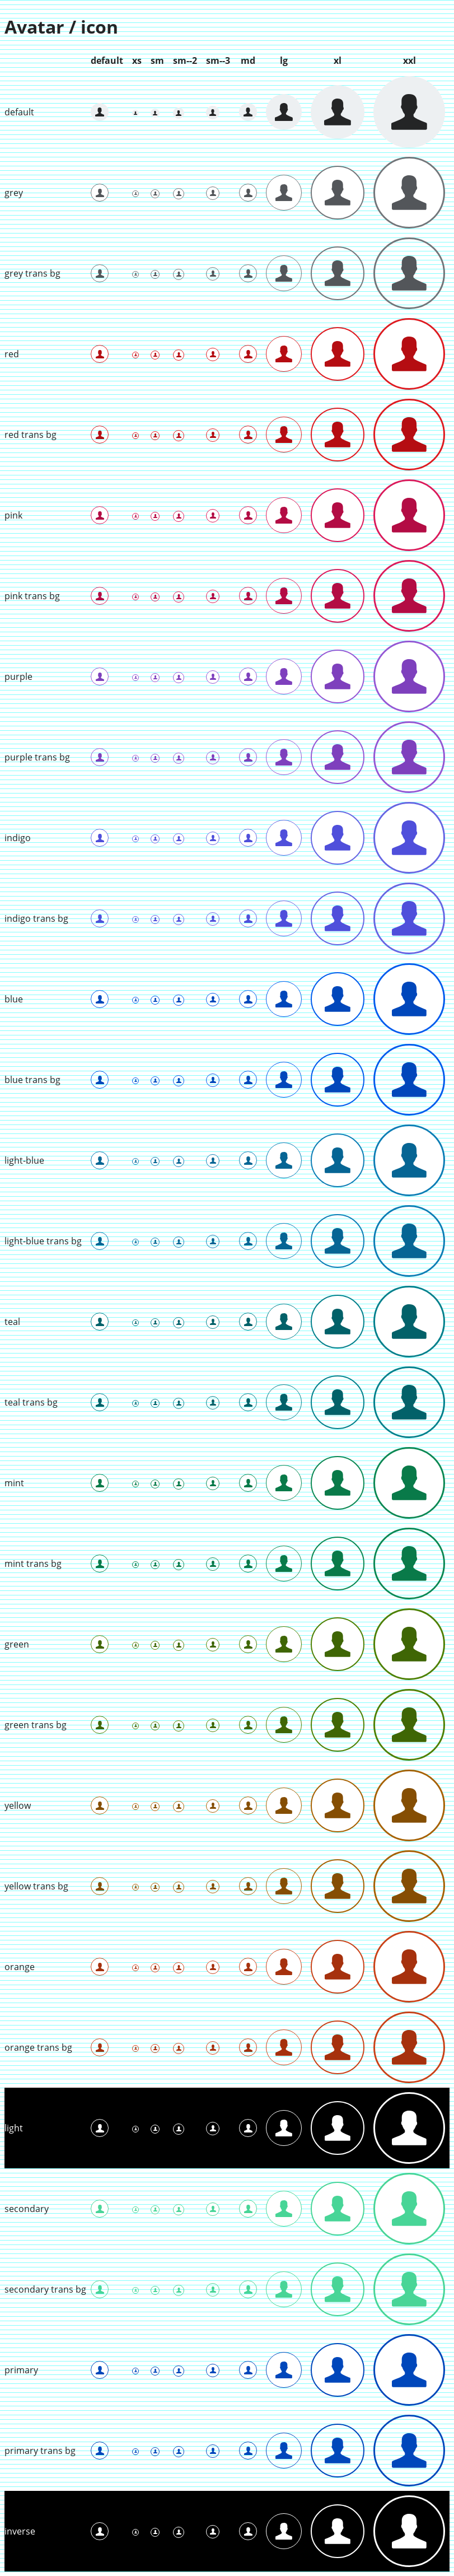 Avatar / icon
default xs sm sm--2 sm--3 md lg xl xxl
default
grey
grey trans bg
red
red trans bg
pink
pink trans bg
purple
purple trans bg
indigo
indigo trans bg
blue
blue trans bg
light-blue
light-blue trans bg
teal
teal trans bg
mint
mint trans bg
green
green trans bg
yellow
yellow trans bg
orange
orange trans bg
light
secondary
secondary trans bg
primary
primary trans bg
inverse